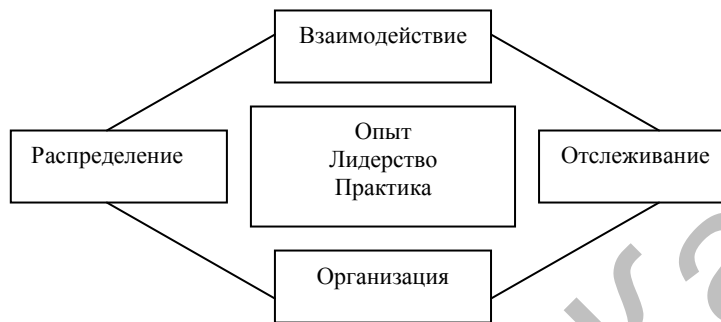 Взаимодействие
Распределение
Опыт
Лидерство
Практика
Отслеживание
Организация